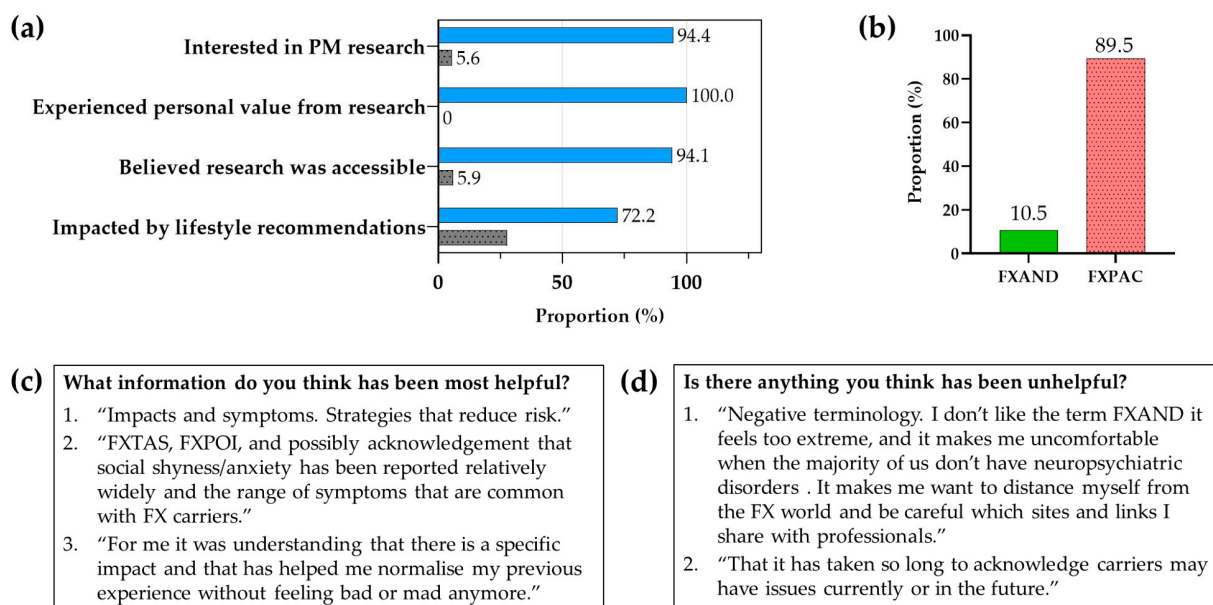 (a)
Interested in PM research
94.4
5.6
Experienced personal value from research
100.0
0
Believed research was accessible
94.1
5.9
Impacted by lifestyle recommendations
72.2
0
50
100
Proportion (%)
(b)
Proportion (%)
100
80
60
40
20
0
10.5
89.5
FXAND
FXPAC
(c)
What information do you think has been most helpful?
1. “Impacts and symptoms. Strategies that reduce risk.”
2. “FXTAS, FXPOI, and possibly acknowledgement that
social shyness/anxiety has been reported relatively
widely and the range of symptoms that are common
with FX carriers.”
3. “For me it was understanding that there is a specific
impact and that has helped me normalise my previous
experience without feeling bad or mad anymore.”
(d)
Is there anything you think has been unhelpful?
1. “Negative terminology. I don’t like the term FXAND it
feels too extreme, and it makes me uncomfortable
when the majority of us don’t have neuropsychiatric
disorders . It makes me want to distance myself from
the FX world and be careful which sites and links I
share with professionals.”
2. “That it has taken so long to acknowledge carriers may
have issues currently or in the future.”